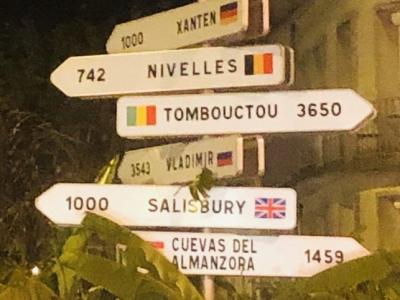 1000 XANTEN
742 NIVELLES
TOMBOUCTOU 3650
3543 VLADIMIR
1000 SALISBURY
CUEVAS DEL
ALMANZORA 1459